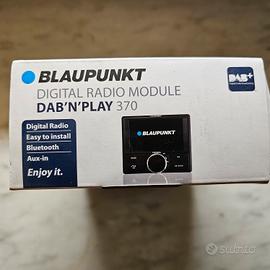 BLAUPUNKT
DIGITAL RADIO MODULE
DAB'N'PLAY 370
DAB+
Digital Radio
Easy to install
Bluetooth
Aux-in
Enjoy it.
BLAUPUNKT
subito